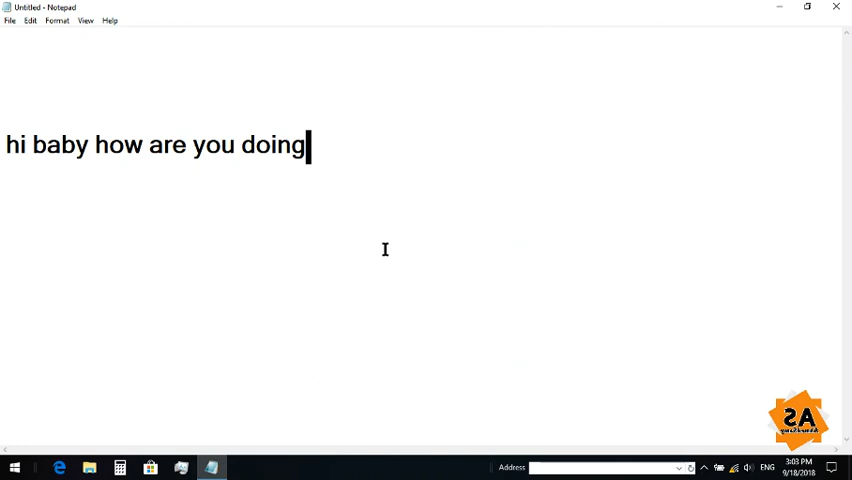 Untitled - Notepad
File Edit Format View Help
hi baby how are you doing
AS
Address
ENG
3:03 PM
9/18/2018